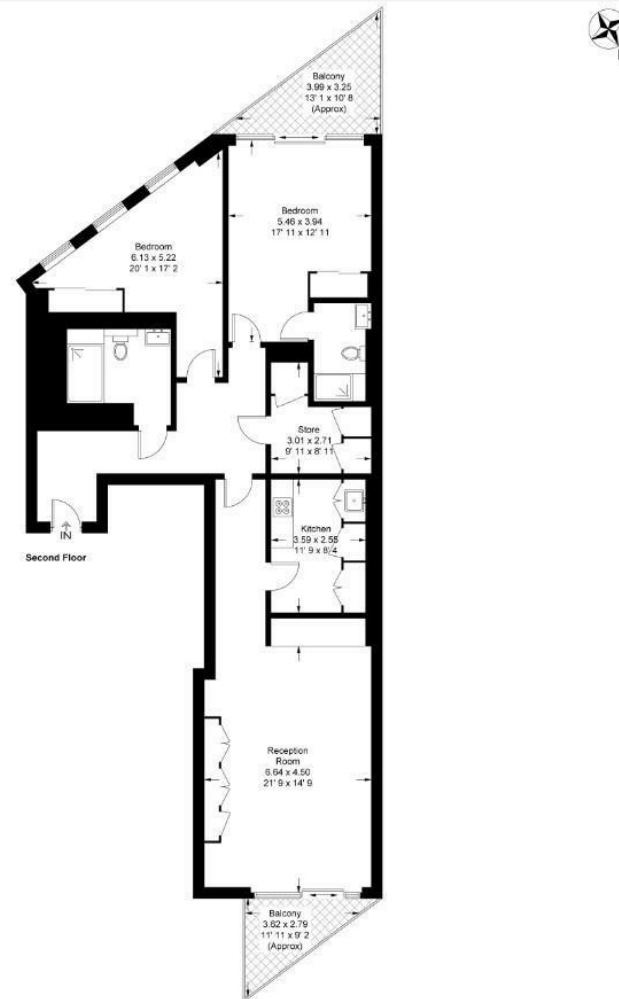 Balcony
3.99 x 3.25
13' 1 x 10' 8
(Approx)
Bedroom
5.46 x 3.94
17' 11 x 12' 11
Bedroom
6.13 x 5.22
20' 1 x 17' 2
Store
3.01 x 2.71
9' 11 x 8' 11
IN
Second Floor
Kitchen
3.59 x 2.55
11' 9 x 8' 4
Reception
Room
6.64 x 4.50
21' 9 x 14' 9
Balcony
3.62 x 2.79
11' 11 x 9' 2
(Approx)